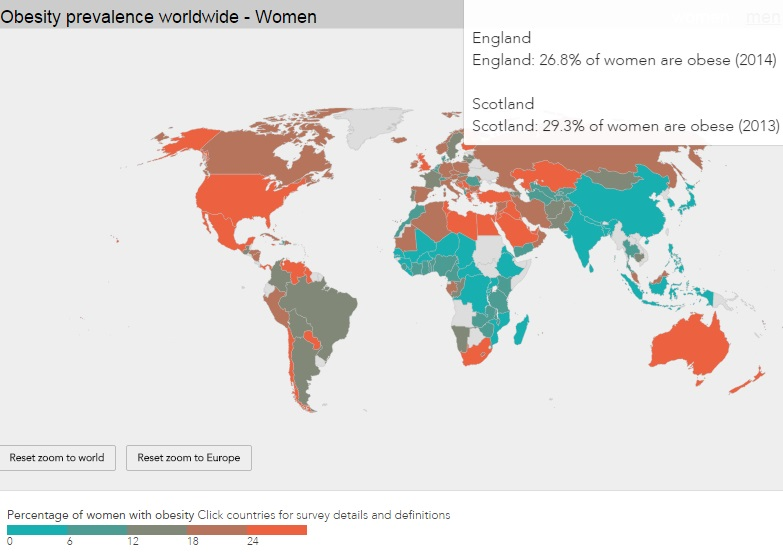 Obesity prevalence worldwide - Women
men
England
England: 26.8% of women are obese (2014)
Scotland
Scotland: 29.3% of women are obese (2013)
Reset zoom to world
Reset zoom to Europe
Percentage of women with obesity Click countries for survey details and definitions
0 6 12 18 24